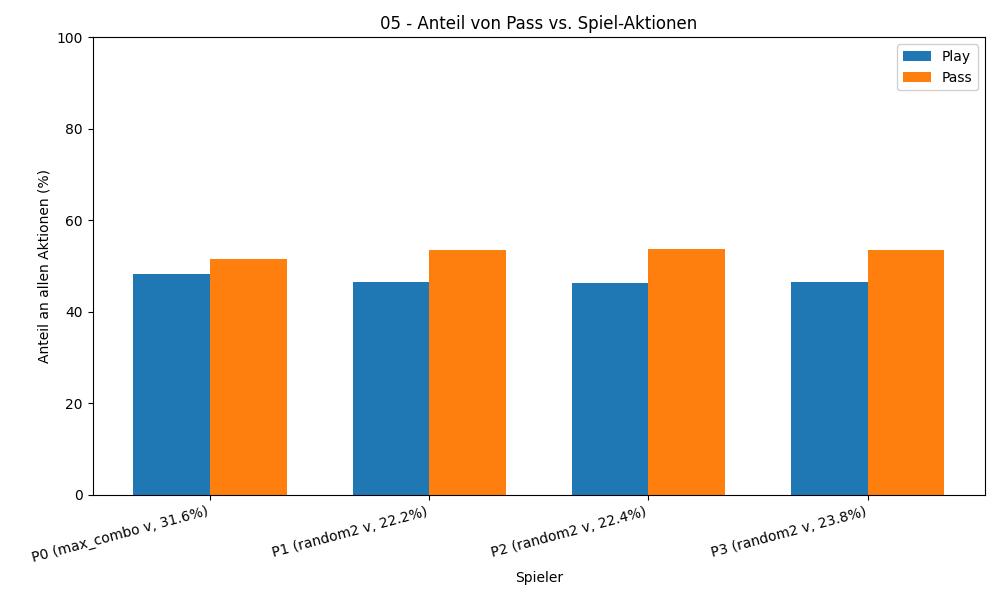 05 - Anteil von Pass vs. Spiel-Aktionen
100
80
60
40
20
0
Anteil an allen Aktionen (%)
Play
Pass
P0 (max_combo v, 31.6%)
P1 (random2 v, 22.2%)
P2 (random2 v, 22.4%)
P3 (random2 v, 23.8%)
Spieler